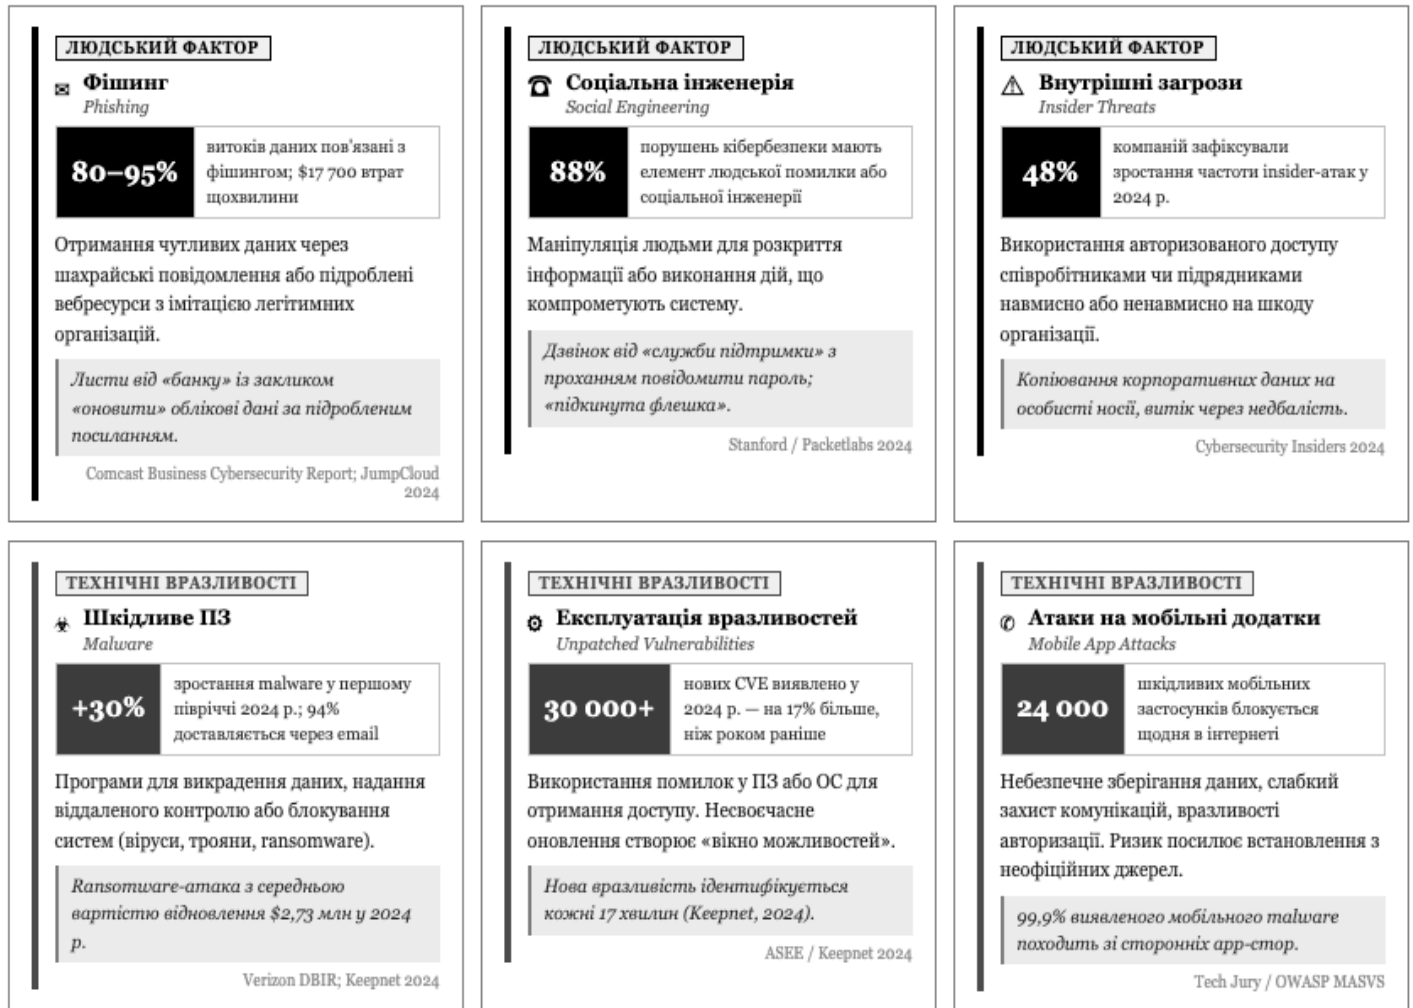 ЛЮДСЬКИЙ ФАКТОР
Фішинг
Phishing
80–95%
витоків даних пов'язані з
фішингом; $17 700 втрат
щохвилини
Отримання чутливих даних через
шахрайські повідомлення або підроблені
вебресурси з імітацією легітимних
організацій.
Листи від «банку» із закликом
«оновити» облікові дані за підробленим
посиланням.
Comcast Business Cybersecurity Report; JumpCloud
2024
ЛЮДСЬКИЙ ФАКТОР
Соціальна інженерія
Social Engineering
88%
порушень кібербезпеки мають
елемент людської помилки або
соціальної інженерії
Маніпуляція людьми для розкриття
інформації або виконання дій, що
компрометують систему.
Дзвінок від «служби підтримки» з
проханням повідомити пароль;
«підкинута флешка».
Stanford / Packetlabs 2024
ЛЮДСЬКИЙ ФАКТОР
Внутрішні загрози
Insider Threats
48%
компаній зафіксували
зростання частоти insider-атак у
2024 р.
Використання авторизованого доступу
співробітниками чи підрядниками
навмисно або ненавмисно на шкоду
організації.
Копіювання корпоративних даних на
особисті носії, витік через недбалість.
Cybersecurity Insiders 2024
ТЕХНІЧНІ ВРАЗЛИВОСТІ
Шкідливе ПЗ
Malware
+30%
зростання malware у першому
півріччі 2024 р.; 94%
доставляється через email
Програми для викрадення даних, надання
віддаленого контролю або блокування
систем (віруси, трояни, ransomware).
Ransomware-атака з середньою
вартістю відновлення $2,73 млн у 2024
р.
Verizon DBIR; Keepnet 2024
ТЕХНІЧНІ ВРАЗЛИВОСТІ
Експлуатація вразливостей
Unpatched Vulnerabilities
30 000+
нових CVE виявлено у
2024 р. — на 17% більше,
ніж роком раніше
Використання помилок у ПЗ або ОС для
отримання доступу. Несвоєчасне
оновлення створює «вікно можливостей».
Нова вразливість ідентифікується
кожні 17 хвилин (Keepnet, 2024).
ASEE / Keepnet 2024
ТЕХНІЧНІ ВРАЗЛИВОСТІ
Атаки на мобільні додатки
Mobile App Attacks
24 000
шкідливих мобільних
застосунків блокується
щодня в інтернеті
Небезпечне зберігання даних, слабкий
захист комунікацій, вразливості
авторизації. Ризик посилює встановлення з
неофіційних джерел.
99,9% виявленого мобільного malware
походить зі сторонніх app-стор.
Tech Jury / OWASP MASVS